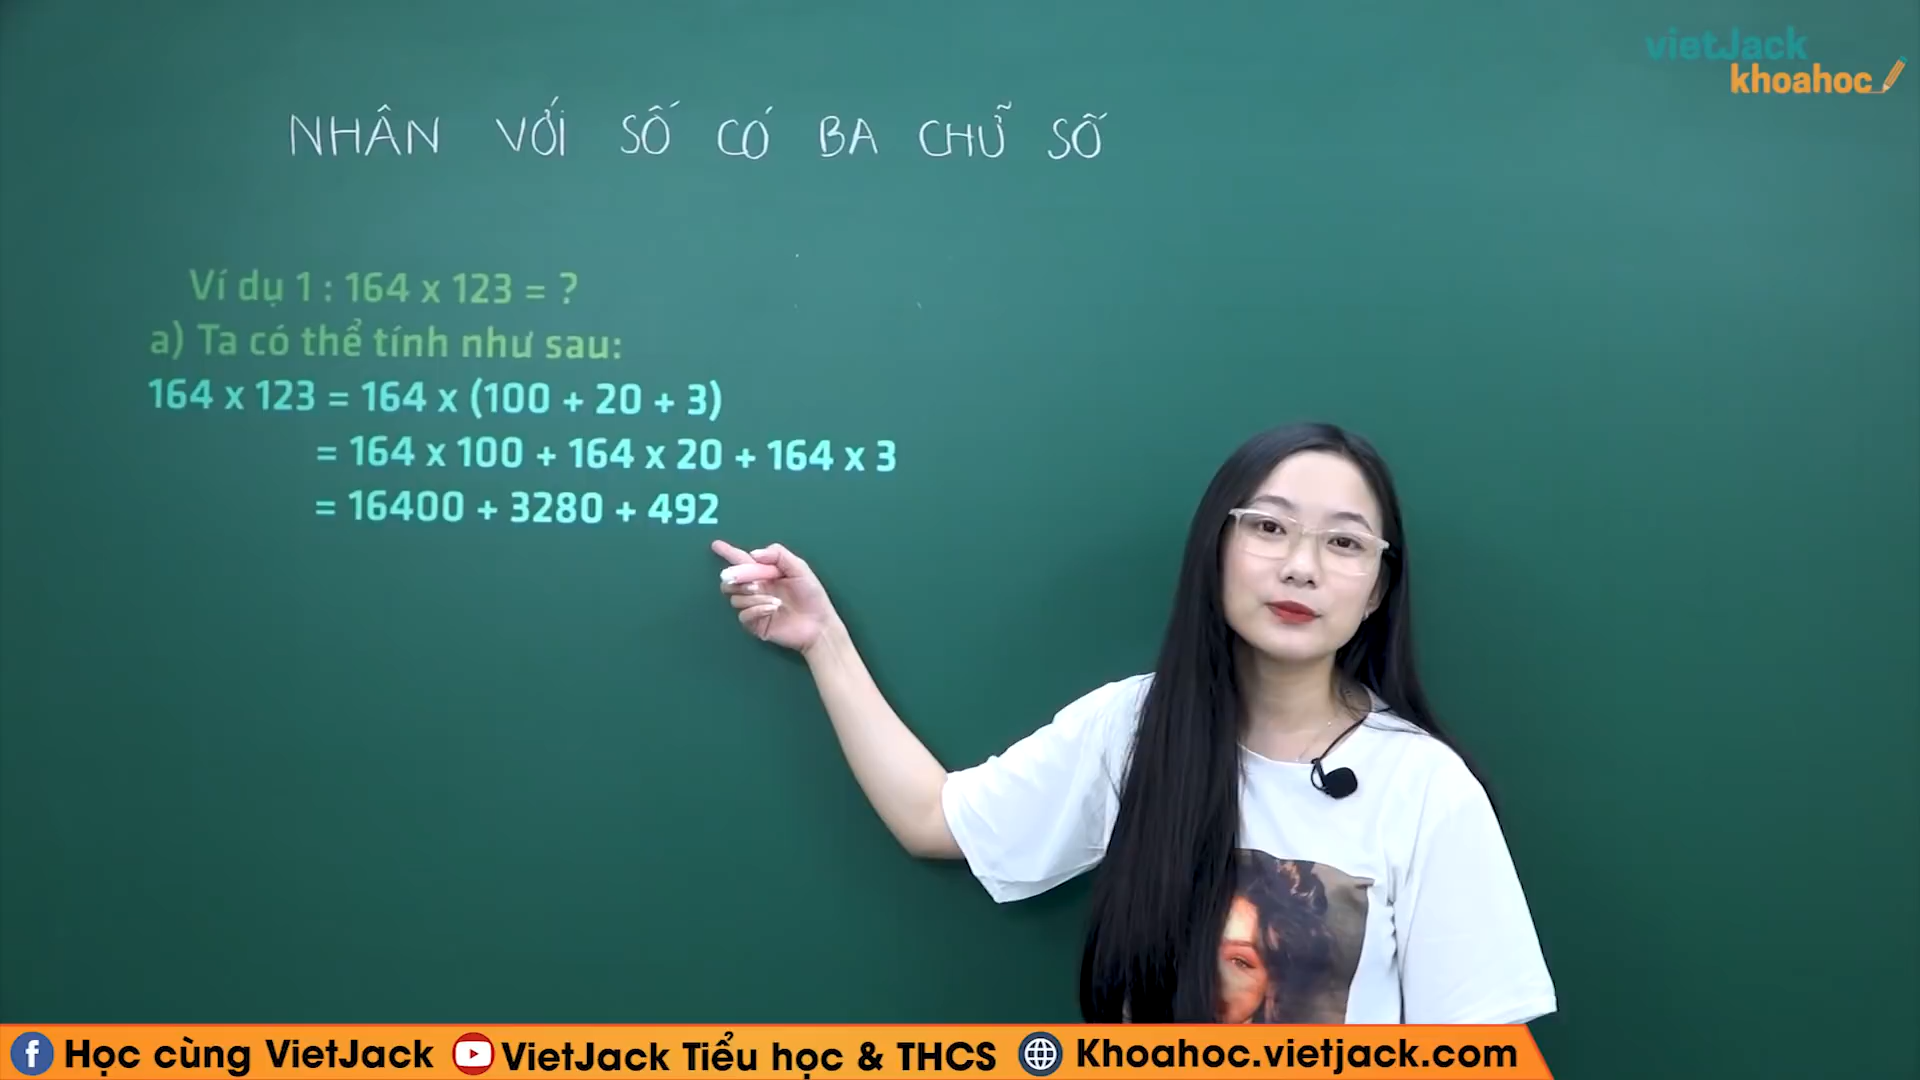 vietJack
khoahoc
NHÂN VỚI SỐ CÓ BA CHỮ SỐ
Ví dụ 1 : 164 x 123 = ?
a) Ta có thể tính như sau:
164 x 123 = 164 x (100 + 20 + 3)
= 164 x 100 + 164 x 20 + 164 x 3
= 16400 + 3280 + 492
Học cùng VietJack VietJack Tiểu học & THCS Khoahoc.vietjack.com